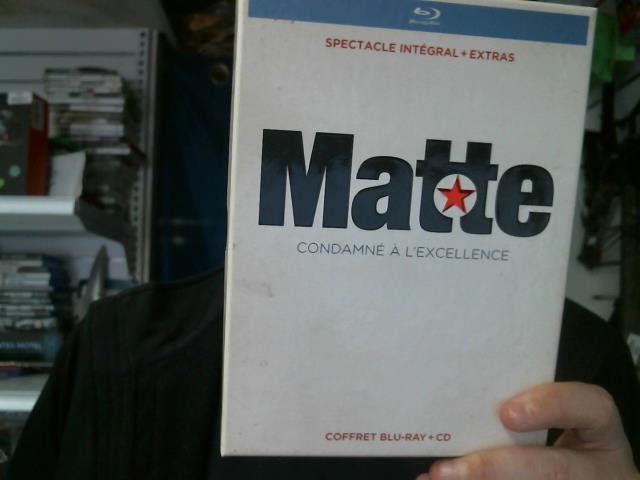 SPECTACLE INTÉGRAL + EXTRAS
Matte
CONDAMNÉ À L'EXCELLENCE
COFFRET BLU-RAY + CD